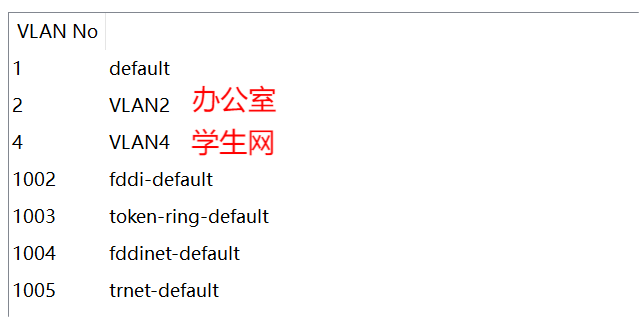 VLAN No
1 default
2 VLAN2 办公室
4 VLAN4 学生网
1002 fddi-default
1003 token-ring-default
1004 fddinet-default
1005 trnet-default